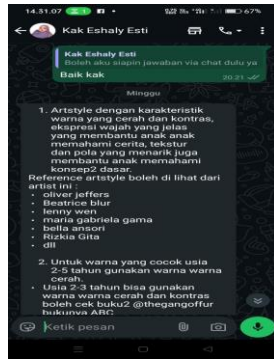 14.31.07
67%
Kak Eshaly Esti
Kak Eshaly Esti
Boleh aku siapin jawaban via chat dulu ya
Baik kak
20.21
Minggu
1. Artstyle dengan karakteristik
warna yang cerah dan kontras,
ekspresi wajah yang jelas
yang membantu anak anak
memahami cerita, tekstur
dan pola yang menarik juga
membantu anak memahami
konsep2 dasar.
Reference artstyle boleh di lihat dari
artist ini :
• oliver jeffers
• Beatrice blur
• lenny wen
• maria gabriela gama
• bella ansori
• Rizkia Gita
• dll
2. Untuk warna yang cocok usia
2-5 tahun gunakan warna warna
cerah.
• Usia 2-3 tahun bisa gunakan
warna warna cerah dan kontras
boleh cek buku2 @thegangoffur
bukunya ABC
Ketik pesan